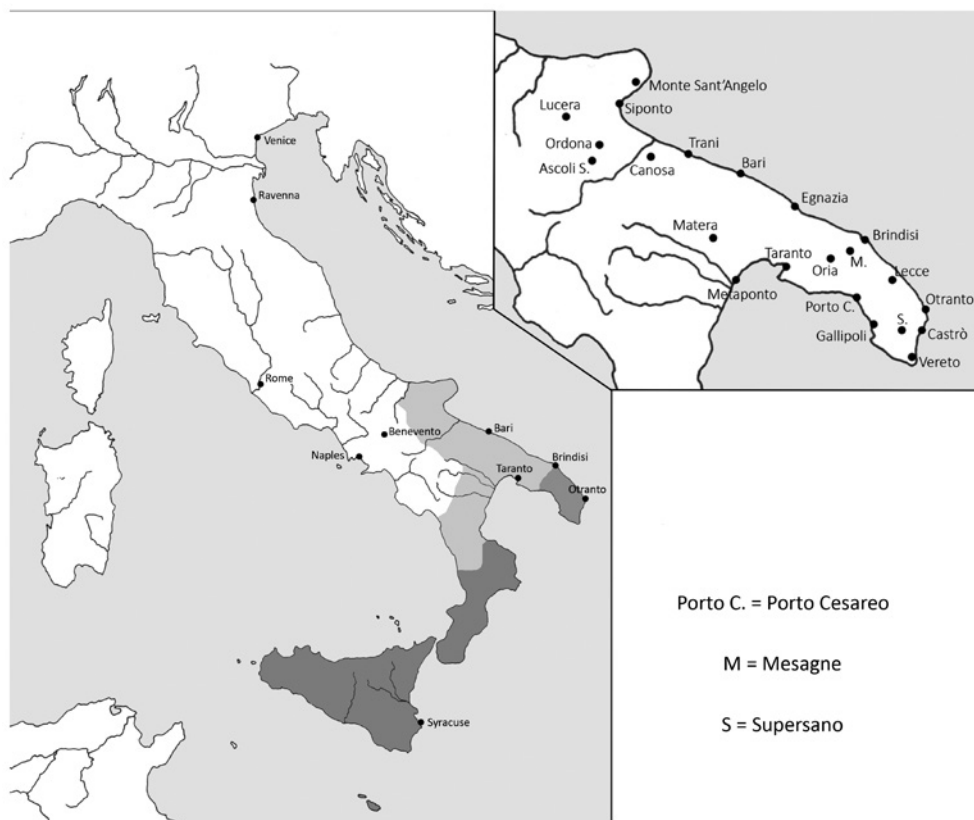 Venice
Ravenna
Rome
Benevento
Naples
Bari
Brindisi
Taranto
Otranto
Syracuse
Monte Sant'Angelo
Lucera
Siponto
Ordona
Trani
Ascoli S.
Canosa
Bari
Egnazia
Matera
Brindisi
Taranto
M.
Oria
Lecce
Metaponto
Porto C.
Otranto
S.
Gallipoli
Castrò
Vereto
Porto C. = Porto Cesareo
M = Mesagne
S = Supersano